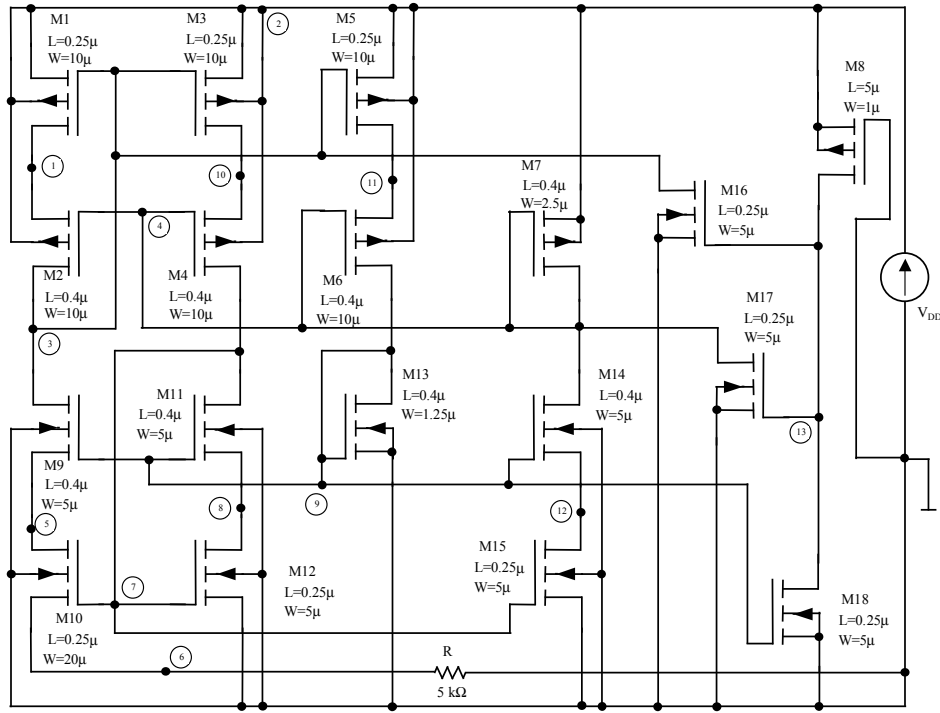 M1
L=0.25µ
W=10µ
M3
L=0.25µ
W=10µ
2
M5
L=0.25µ
W=10µ
M8
L=5µ
W=1µ
1
10
11
M7
L=0.4µ
W=2.5µ
M16
L=0.25µ
W=5µ
4
M2
L=0.4µ
W=10µ
M4
L=0.4µ
W=10µ
M6
L=0.4µ
W=10µ
V_DD
M17
L=0.25µ
W=5µ
3
M11
L=0.4µ
W=5µ
M13
L=0.4µ
W=1.25µ
M14
L=0.4µ
W=5µ
13
M9
L=0.4µ
W=5µ
5
8
9
12
M15
L=0.25µ
W=5µ
7
M12
L=0.25µ
W=5µ
M10
L=0.25µ
W=20µ
M18
L=0.25µ
W=5µ
6
R
5 kΩ